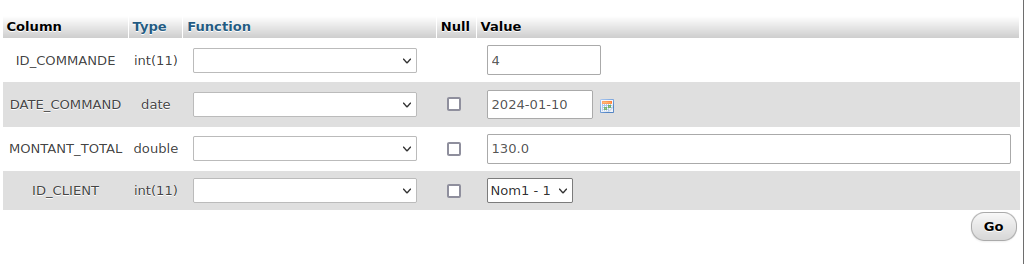 Column Type Function Null Value
ID_COMMANDE int(11) 4
DATE_COMMAND date 2024-01-10
MONTANT_TOTAL double 130.0
ID_CLIENT int(11) Nom1 - 1
Go